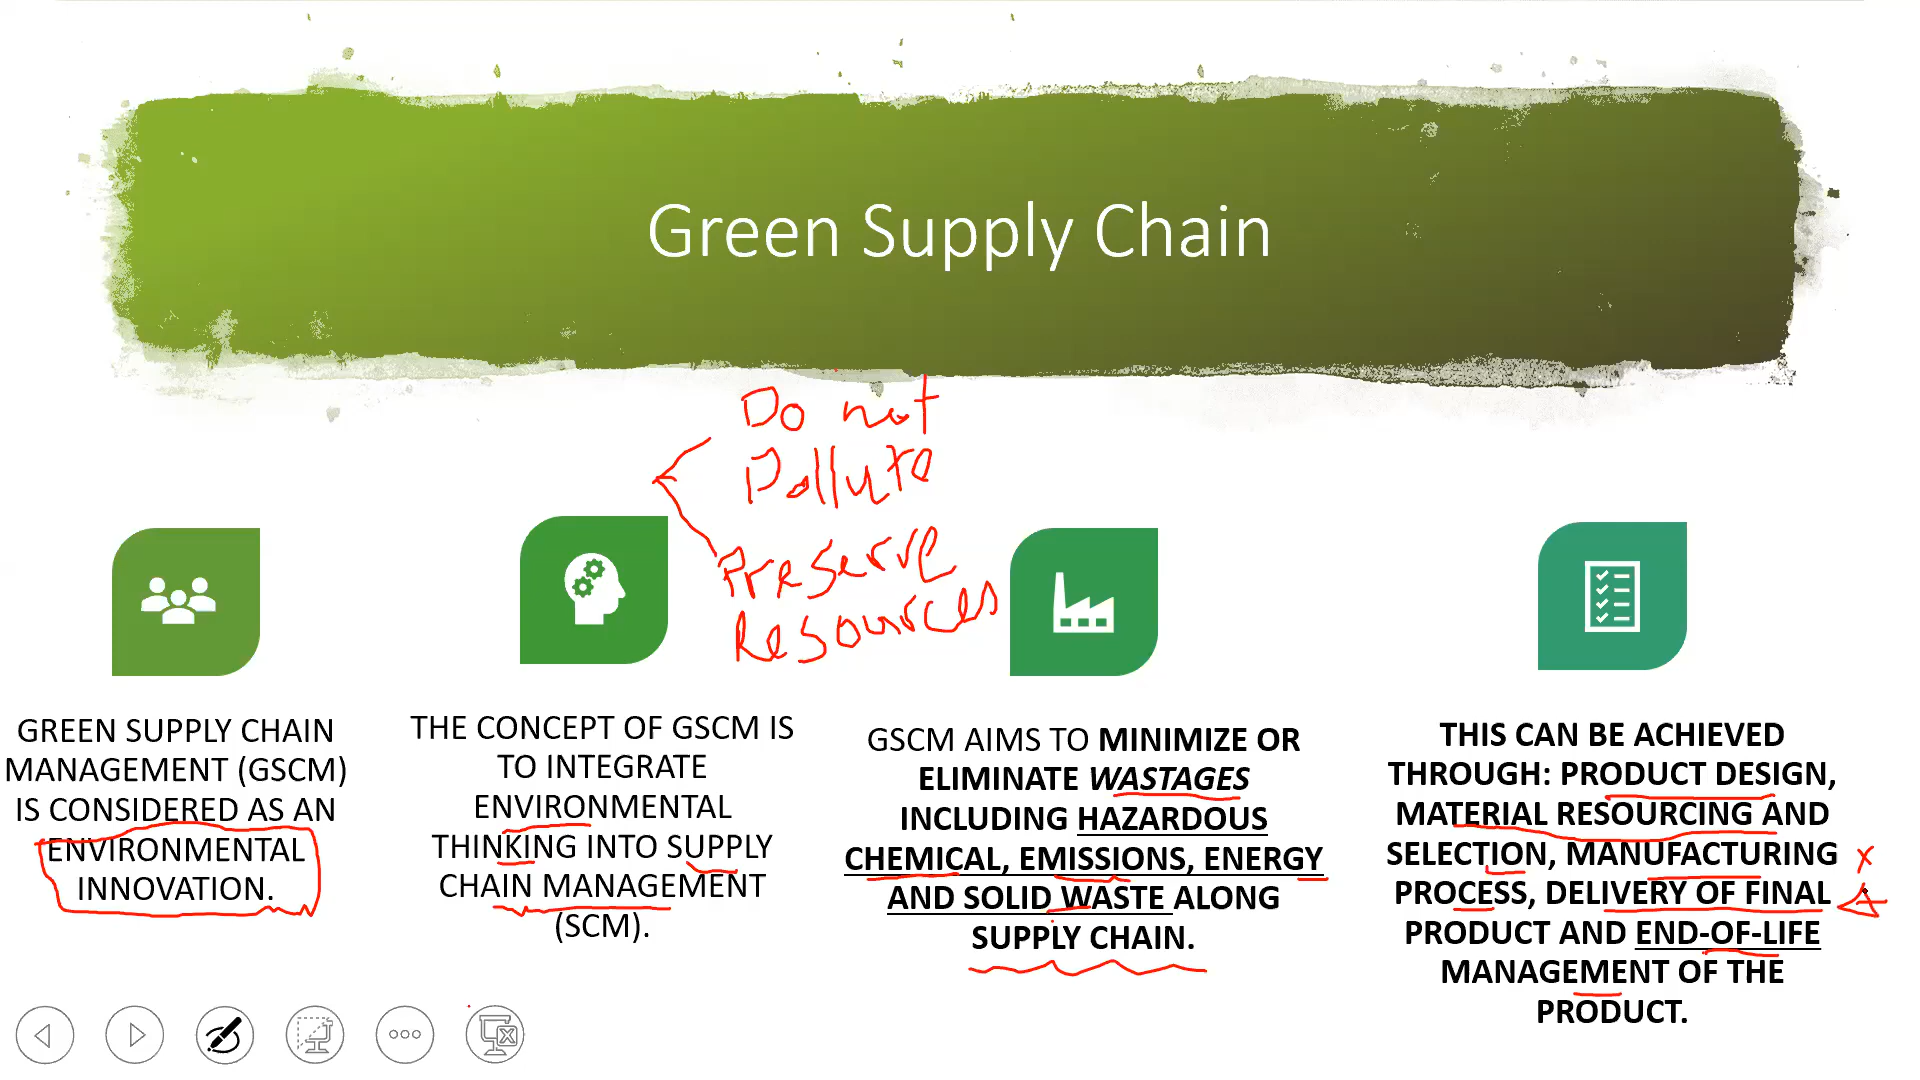 Green Supply Chain
Do not
Pollute
Preserve
Resources
GREEN SUPPLY CHAIN
MANAGEMENT (GSCM)
IS CONSIDERED AS AN
ENVIRONMENTAL
INNOVATION.
THE CONCEPT OF GSCM IS
TO INTEGRATE
ENVIRONMENTAL
THINKING INTO SUPPLY
CHAIN MANAGEMENT
(SCM).
GSCM AIMS TO MINIMIZE OR
ELIMINATE WASTAGES
INCLUDING HAZARDOUS
CHEMICAL, EMISSIONS, ENERGY
AND SOLID WASTE ALONG
SUPPLY CHAIN.
THIS CAN BE ACHIEVED
THROUGH: PRODUCT DESIGN,
MATERIAL RESOURCING AND
SELECTION, MANUFACTURING
PROCESS, DELIVERY OF FINAL
PRODUCT AND END-OF-LIFE
MANAGEMENT OF THE
PRODUCT.